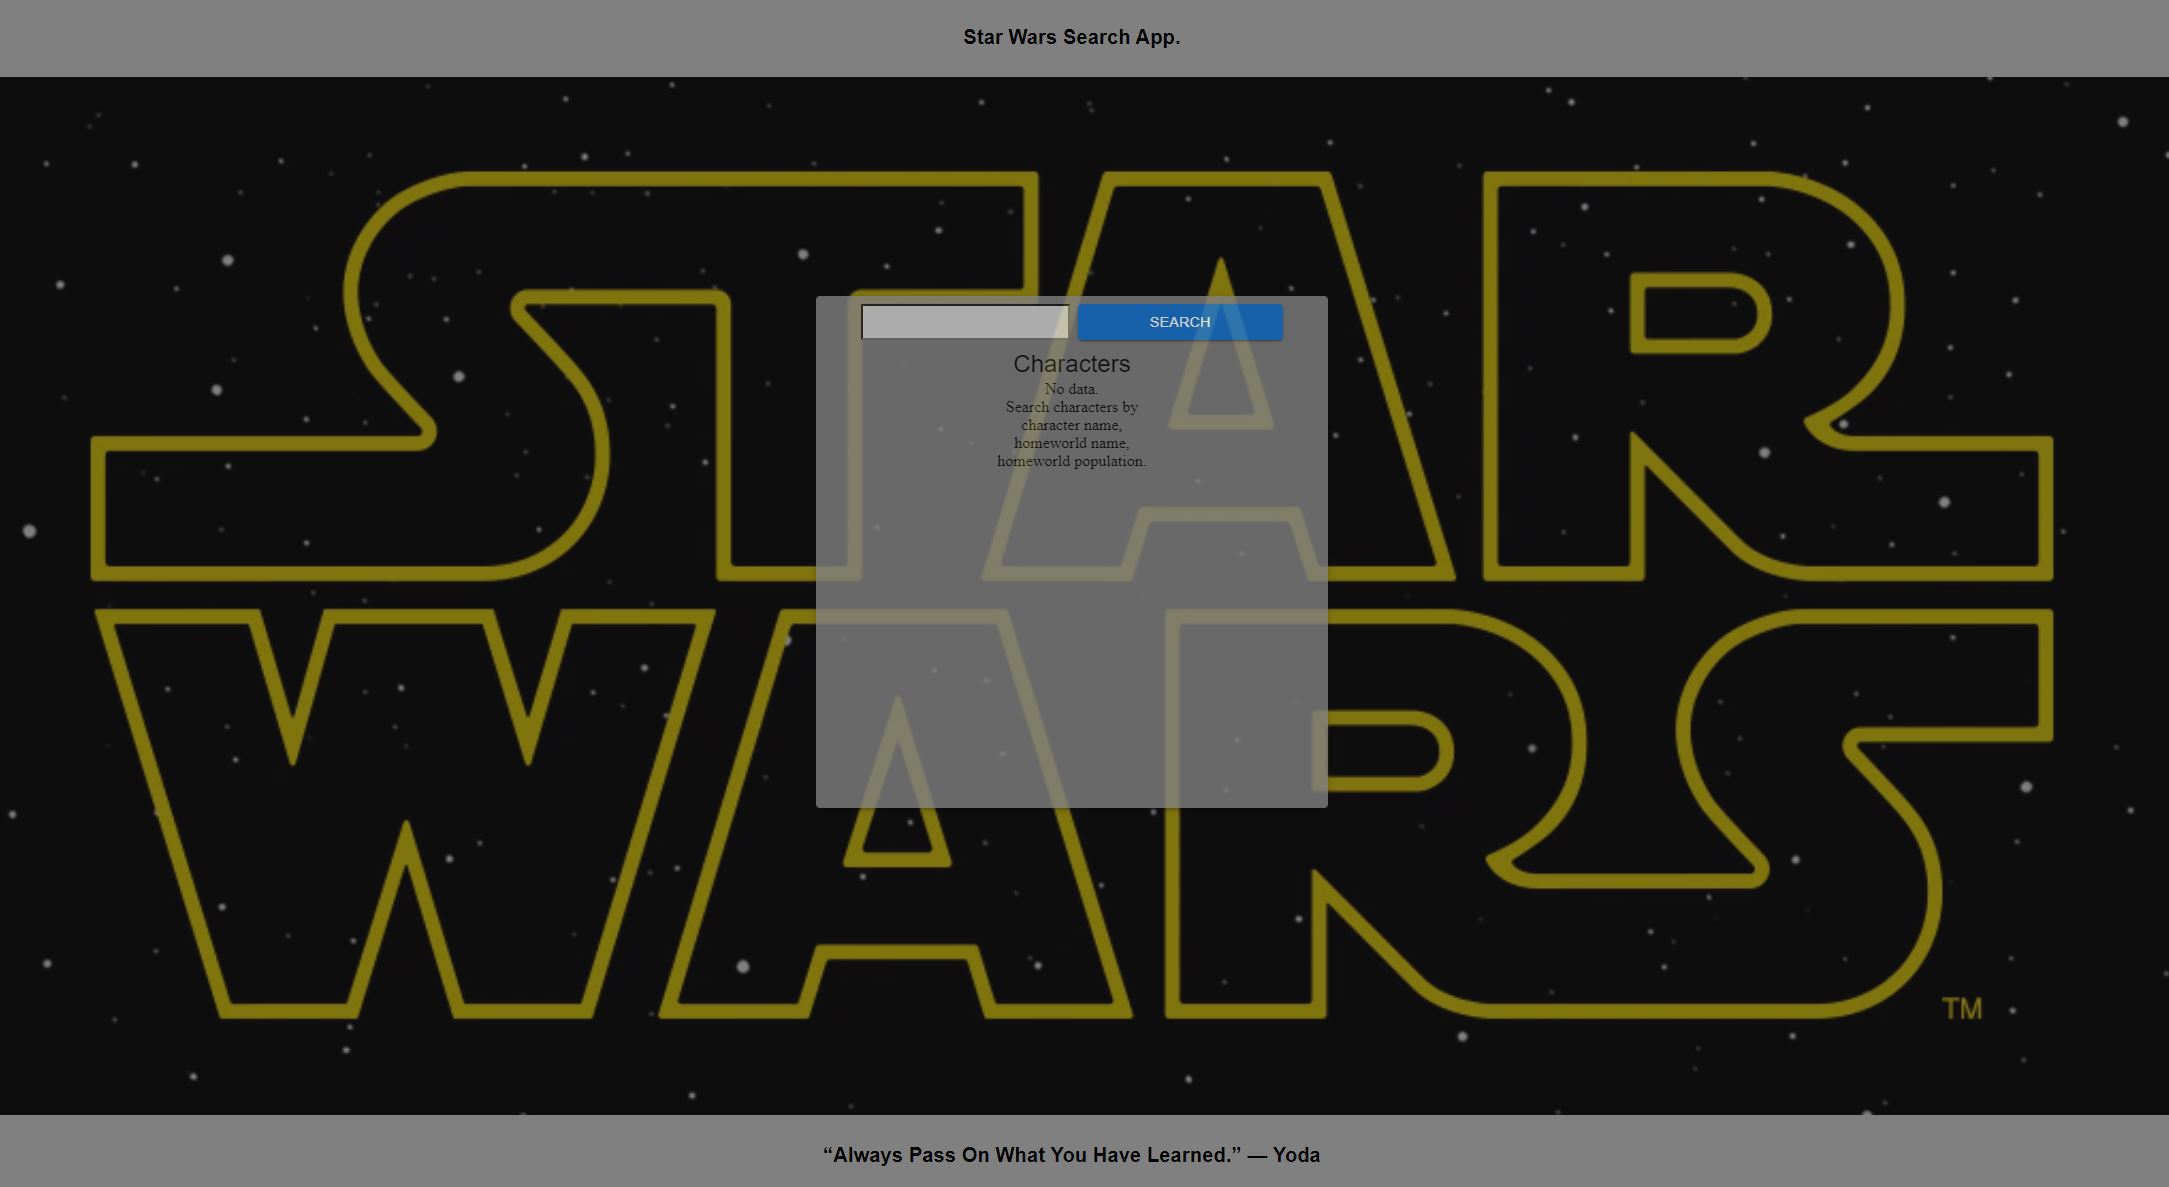 Star Wars Search App.
STAR
WARS
TM
SEARCH
Characters
No data.
Search characters by
character name,
homeworld name,
homeworld population.
“Always Pass On What You Have Learned.” — Yoda